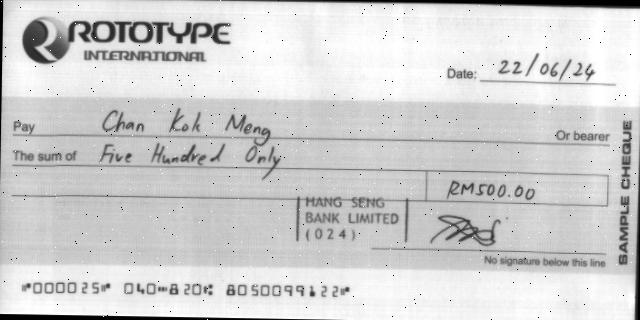 ROTOTYPE
INTERNATIONAL
Date: 22/06/24
Pay Chan Kok Meng Or bearer
The sum of Five Hundred Only
RM500.00
HANG SENG
BANK LIMITED
(024)
No signature below this line
SAMPLE CHEQUE
⑈000025⑈ 040⑉820⑆ 8050099122⑈